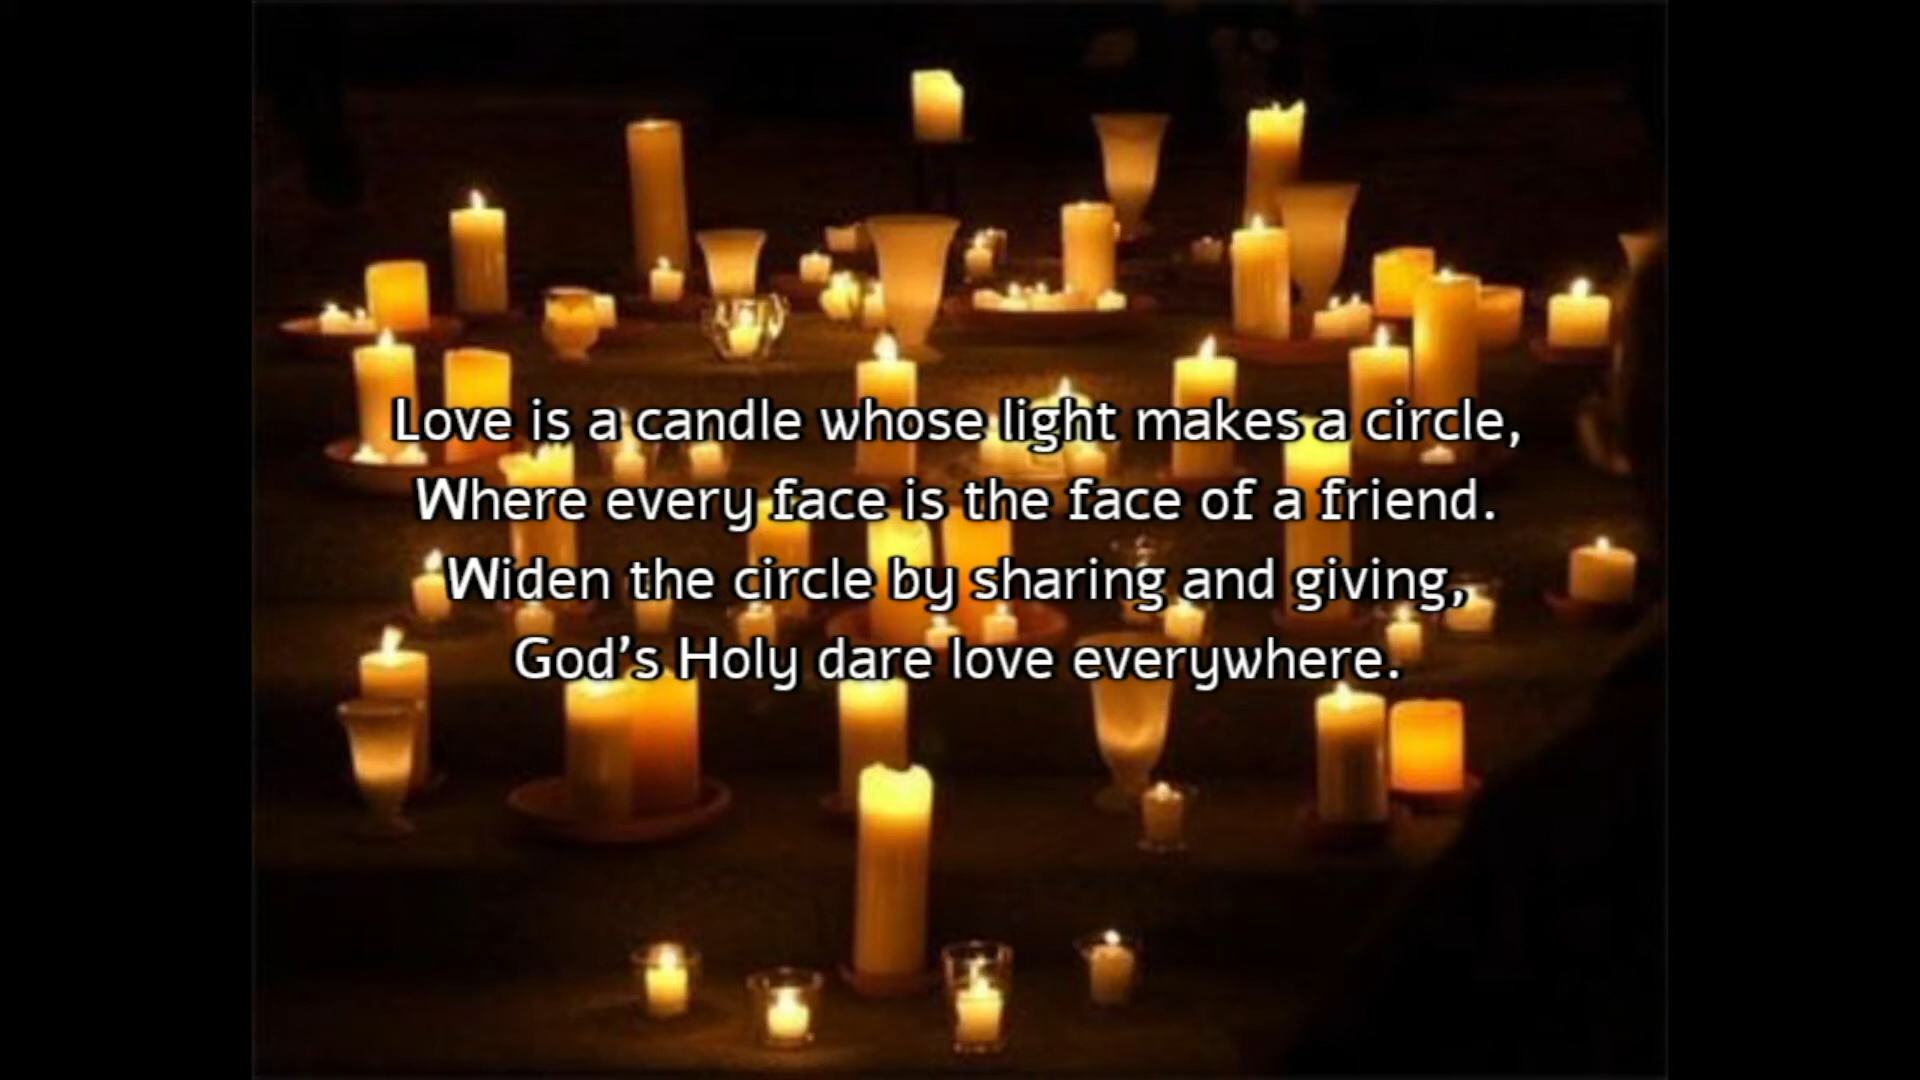 Love is a candle whose light makes a circle,
Where every face is the face of a friend.
Widen the circle by sharing and giving,
God’s Holy dare love everywhere.